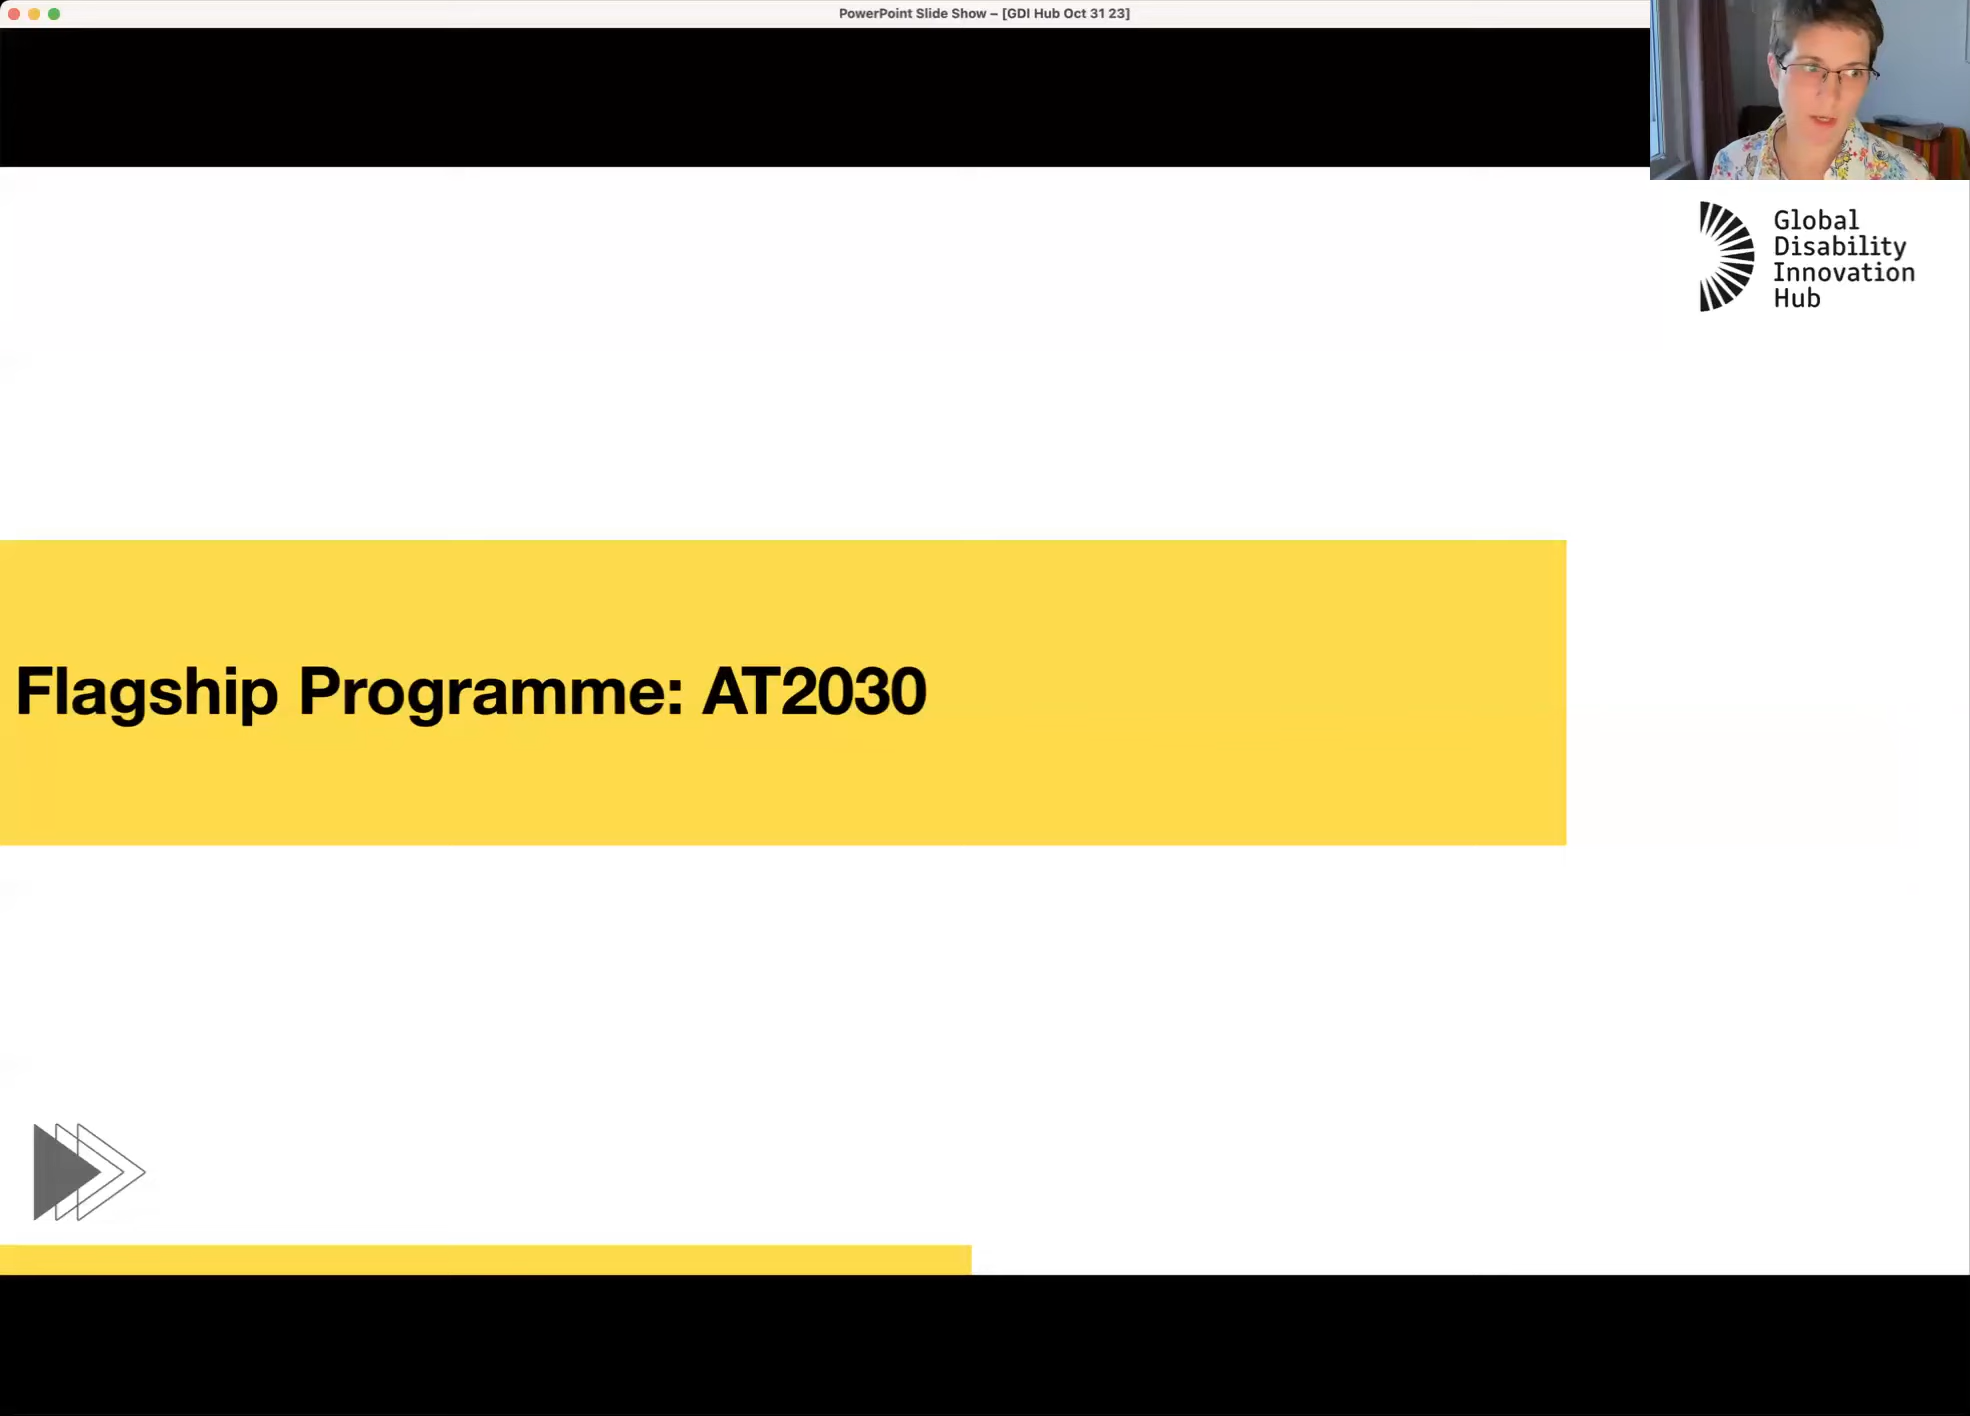 PowerPoint Slide Show – [GDI Hub Oct 31 23]
Global
Disability
Innovation
Hub
Flagship Programme: AT2030